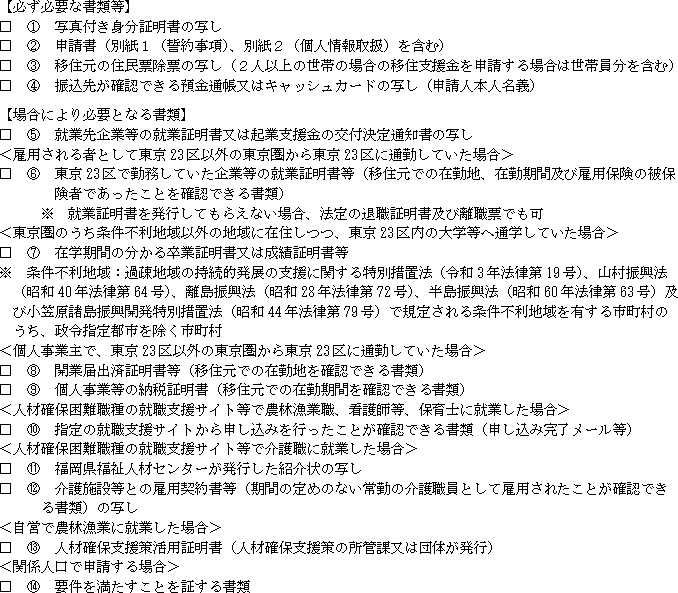 【必ず必要な書類等】
□　①　写真付き身分証明書の写し
□　②　申請書（別紙１（誓約事項）、別紙２（個人情報取扱）を含む）
□　③　移住元の住民票除票の写し（２人以上の世帯の場合の移住支援金を申請する場合は世帯員分を含む）
□　④　振込先が確認できる預金通帳又はキャッシュカードの写し（申請人本人名義）
【場合により必要となる書類】
□　⑤　就業先企業等の就業証明書又は起業支援金の交付決定通知書の写し
＜雇用される者として東京23区以外の東京圏から東京23区に通勤していた場合＞
□　⑥　東京23区で勤務していた企業等の就業証明書等（移住元での在勤地、在勤期間及び雇用保険の被保
険者であったことを確認できる書類）
※　就業証明書を発行してもらえない場合、法定の退職証明書及び離職票でも可
＜東京圏のうち条件不利地域以外の地域に在住しつつ、東京23区内の大学等へ通学していた場合＞
□　⑦　在学期間の分かる卒業証明書又は成績証明書等
※　条件不利地域：過疎地域の持続的発展の支援に関する特別措置法（令和3年法律第19号）、山村振興法
（昭和40年法律第64号）、離島振興法（昭和28年法律第72号）、半島振興法（昭和60年法律第63号）及
び小笠原諸島振興開発特別措置法（昭和44年法律第79号）で規定される条件不利地域を有する市町村の
うち、政令指定都市を除く市町村
＜個人事業主で、東京23区以外の東京圏から東京23区に通勤していた場合＞
□　⑧　開業届出済証明書等（移住元での在勤地を確認できる書類）
□　⑨　個人事業等の納税証明書（移住元での在勤期間を確認できる書類）
＜人材確保困難職種の就職支援サイト等で農林漁業職、看護師等、保育士に就業した場合＞
□　⑩　指定の就職支援サイトから申し込みを行ったことが確認できる書類（申し込み完了メール等）
＜人材確保困難職種の就職支援サイト等で介護職に就業した場合＞
□　⑪　福岡県福祉人材センターが発行した紹介状の写し
□　⑫　介護施設等との雇用契約書等（期間の定めのない常勤の介護職員として雇用されたことが確認でき
る書類）の写し
＜自営で農林漁業に就業した場合＞
□　⑬　人材確保支援策活用証明書（人材確保支援策の所管課又は団体が発行）
＜関係人口で申請する場合＞
□　⑭　要件を満たすことを証する書類